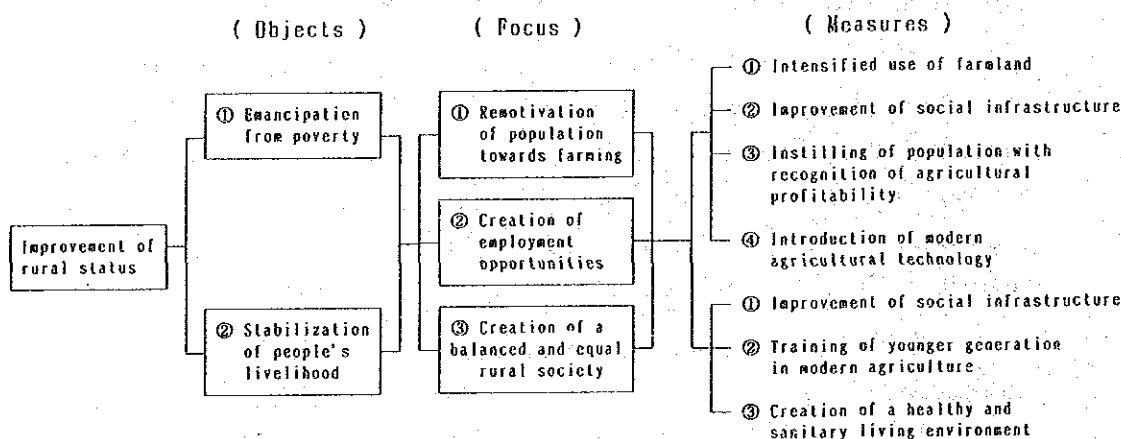 ( Objects )
( Focus )
( Measures )
Improvement of
rural status
① Emancipation
from poverty
② Stabilization
of people's
livelihood
① Remotivation
of population
towards farming
② Creation of
employment
opportunities
③ Creation of a
balanced and equal
rural society
① Intensified use of farmland
② Improvement of social infrastructure
③ Instilling of population with
recognition of agricultural
profitability
④ Introduction of modern
agricultural technology
① Improvement of social infrastructure
② Training of younger generation
in modern agriculture
③ Creation of a healthy and
sanitary living environment